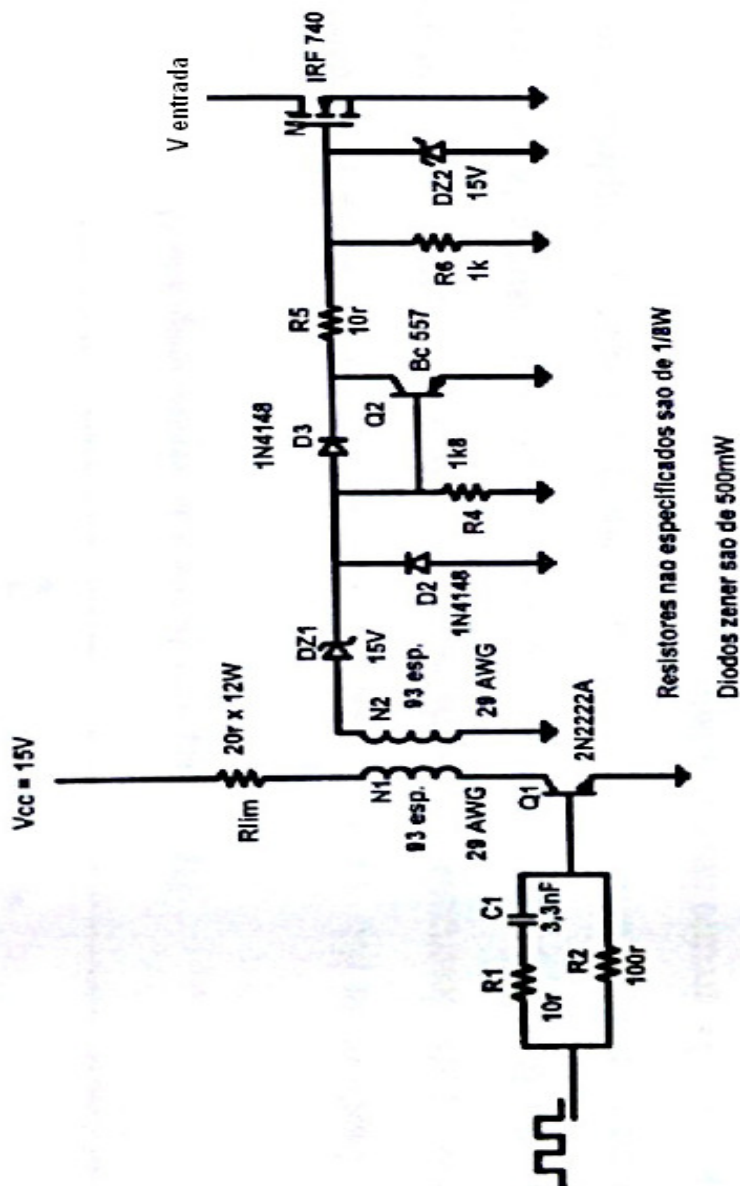 Vcc = 15V
V entrada
Rlim
20r x 12W
N1
93 esp.
29 AWG
N2
93 esp.
29 AWG
DZ1
15V
D2
1N4148
R4
1k8
D3
1N4148
Q2
Bc 557
R5
10r
R6
1k
DZ2
15V
M
IRF 740
R1
10r
C1
3,3nF
R2
100r
Q1
2N2222A
Resistores nao especificados sao de 1/8W
Diodos zener sao de 500mW